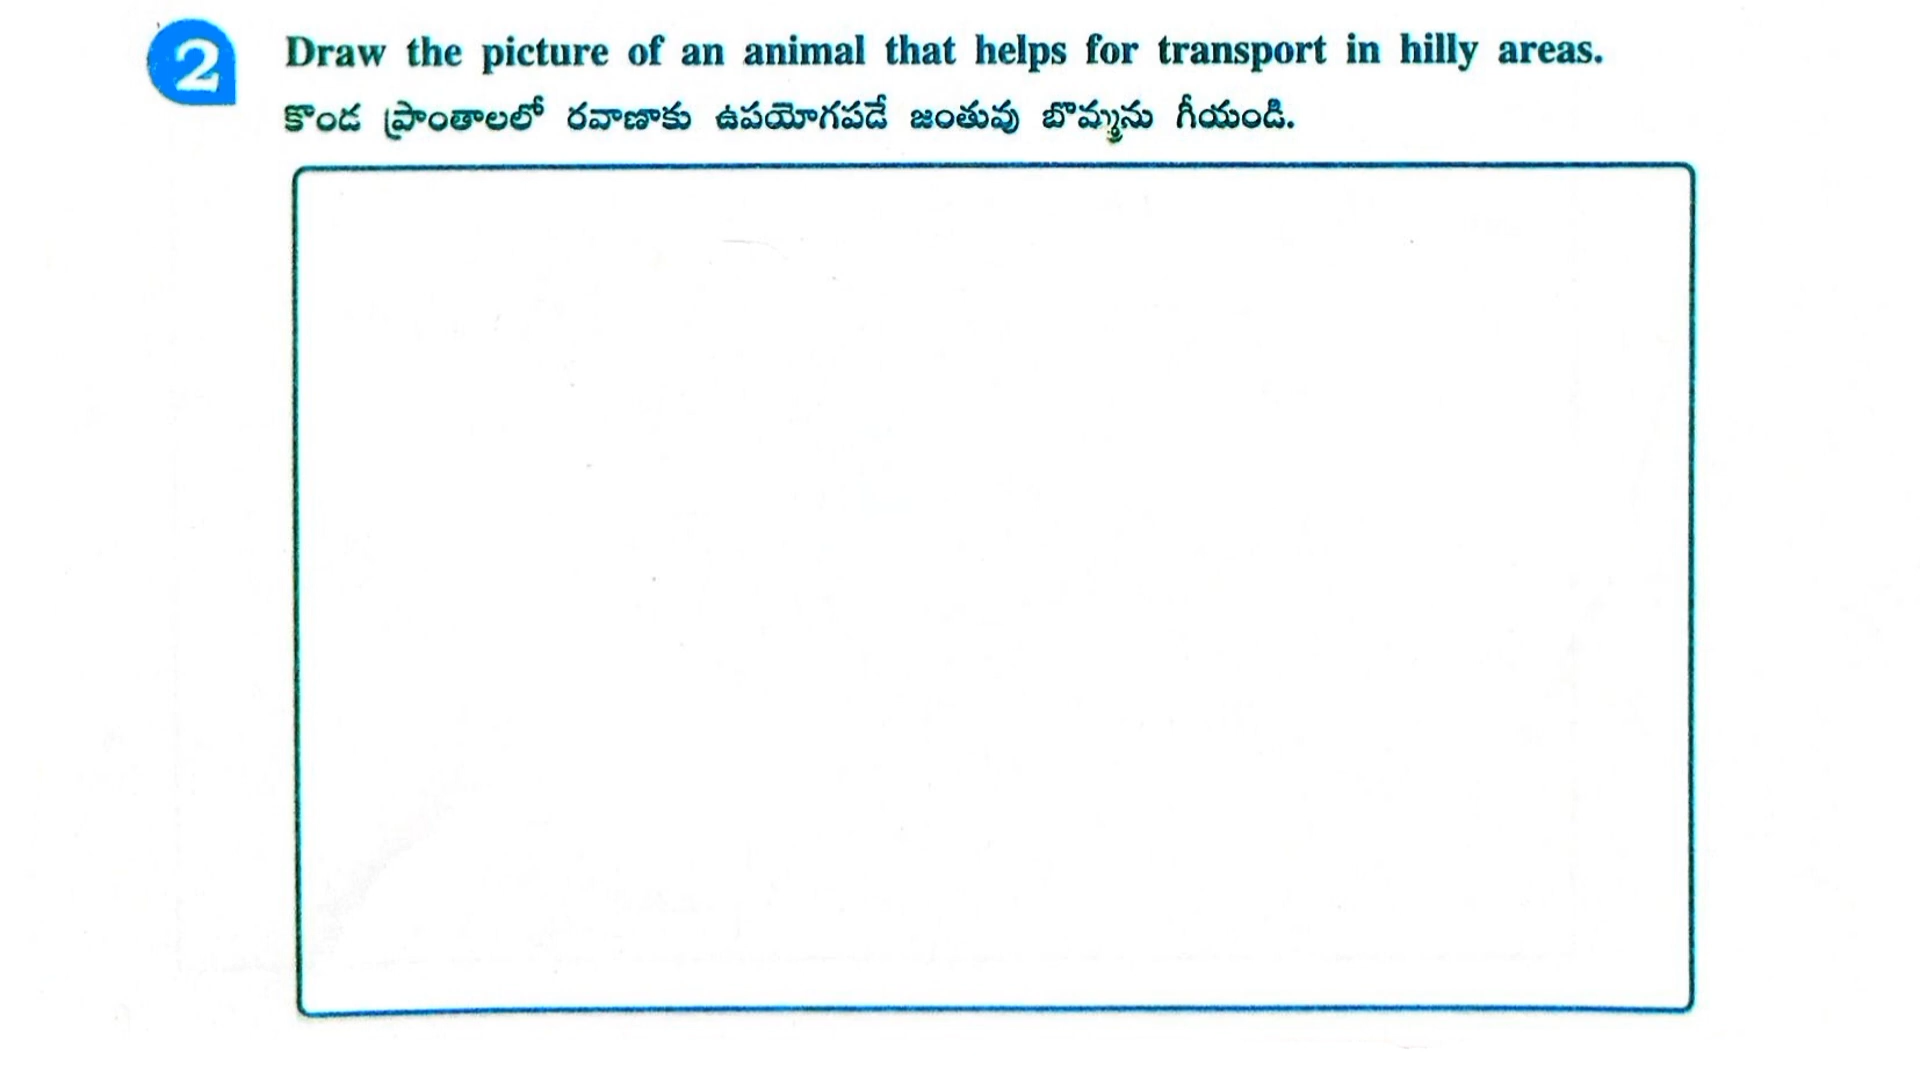 2
Draw the picture of an animal that helps for transport in hilly areas.
కొండ ప్రాంతాలలో రవాణాకు ఉపయోగపడే జంతువు బొమ్మను గీయండి.